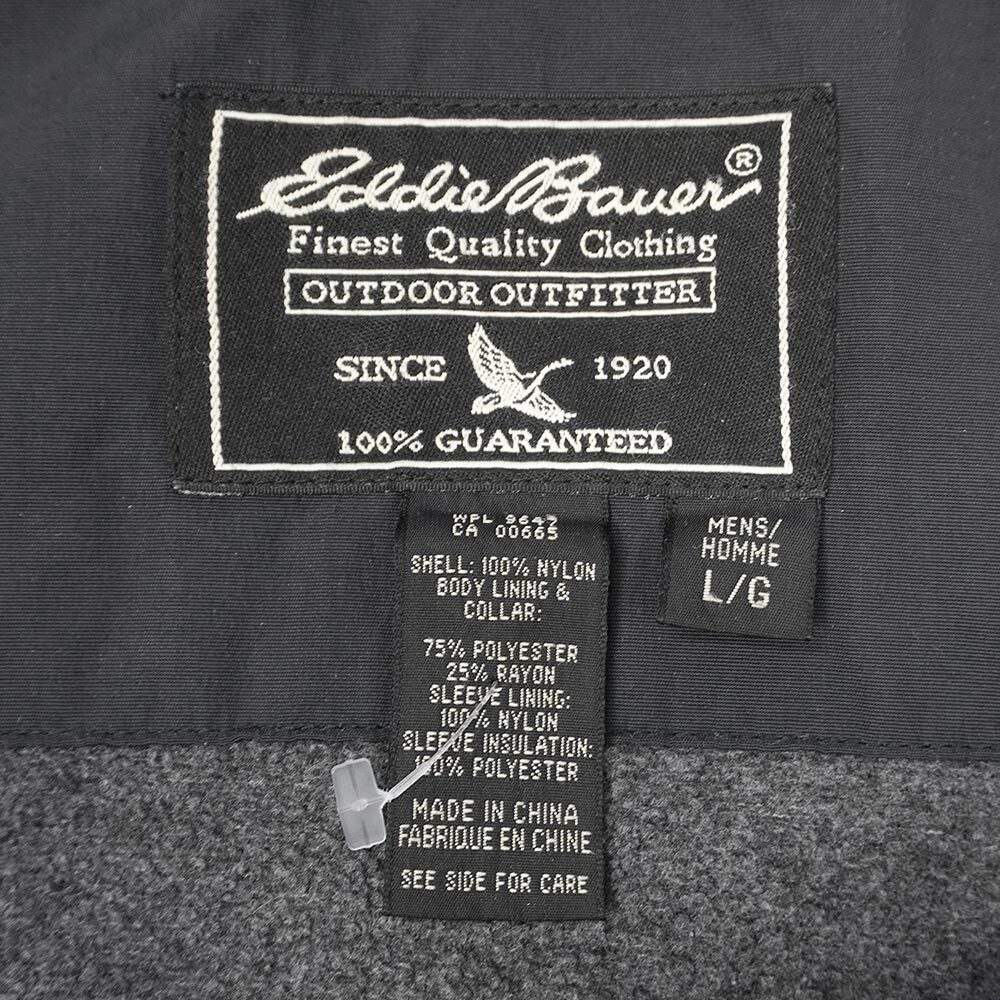 Eddie Bauer®
Finest Quality Clothing
OUTDOOR OUTFITTER
SINCE 1920
100% GUARANTEED
WPL 9647
CA 00665
SHELL: 100% NYLON
BODY LINING &
COLLAR:
75% POLYESTER
25% RAYON
SLEEVE LINING:
100% NYLON
SLEEVE INSULATION:
100% POLYESTER
MADE IN CHINA
FABRIQUE EN CHINE
SEE SIDE FOR CARE
MENS/
HOMME
L/G